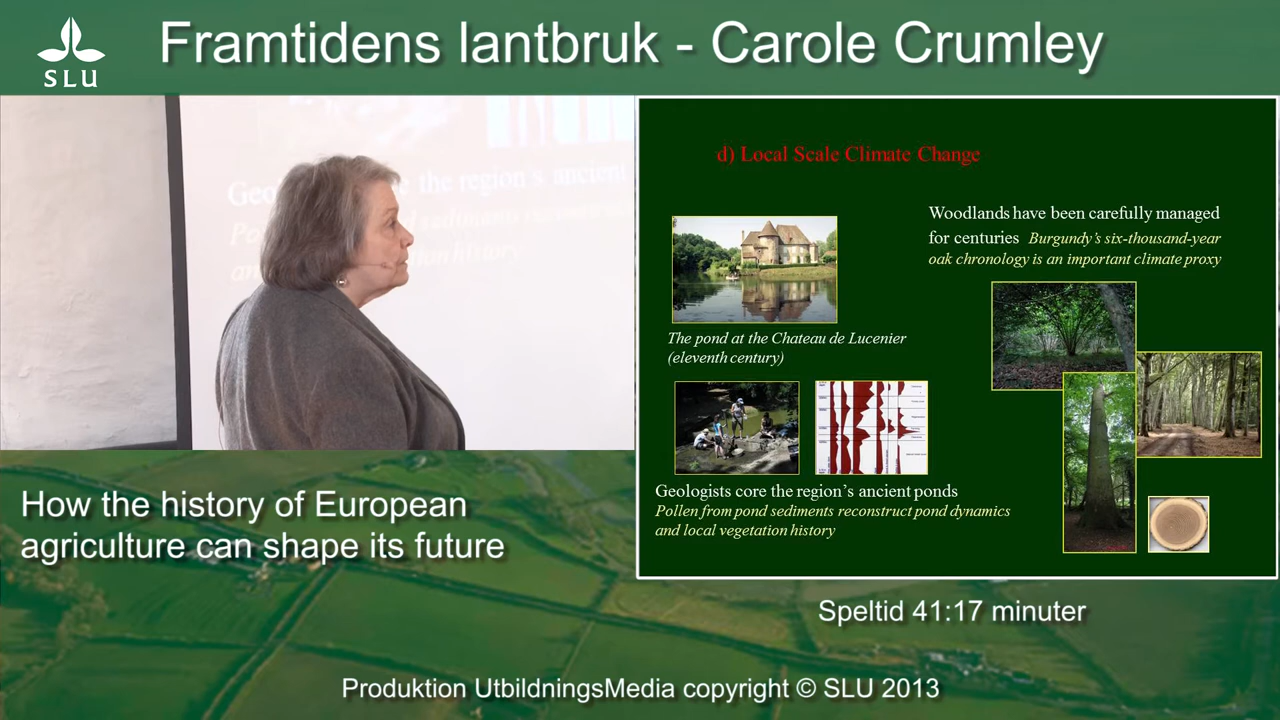 SLU
Framtidens lantbruk - Carole Crumley
d) Local Scale Climate Change
Woodlands have been carefully managed
for centuries Burgundy's six-thousand-year
oak chronology is an important climate proxy
The pond at the Chateau de Lucenier
(eleventh century)
Geologists core the region's ancient ponds
Pollen from pond sediments reconstruct pond dynamics
and local vegetation history
How the history of European
agriculture can shape its future
Speltid 41:17 minuter
Produktion UtbildningsMedia copyright © SLU 2013